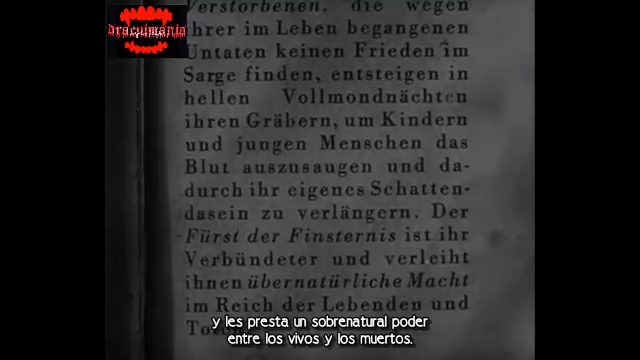 draculmania
Verstorbenen, die wegen
ihrer im Leben begangenen
Untaten keinen Frieden im
Sarge finden, entsteigen in
hellen Vollmondnächten
ihren Gräbern, um Kindern
und jungen Menschen das
Blut auszusaugen und da-
durch ihr eigenes Schatten-
dasein zu verlängern. Der
Fürst der Finsternis ist ihr
Verbündeter und verleiht
ihnen übernatürliche Macht
im Reich der Lebenden und
y les presta un sobrenatural poder
entre los vivos y los muertos.